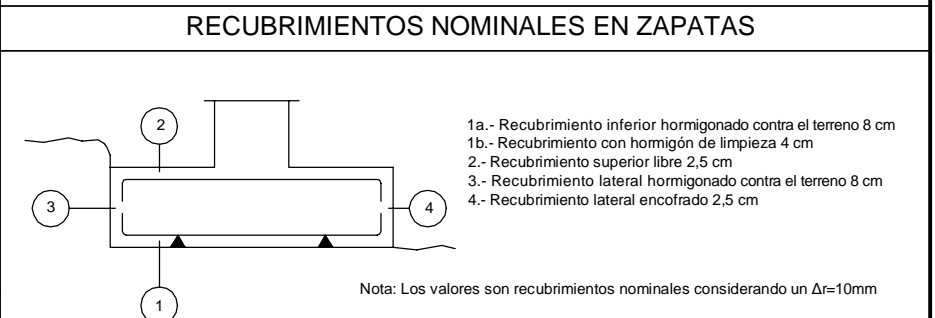 RECUBRIMIENTOS NOMINALES EN ZAPATAS
2
3
4
1
1a.- Recubrimiento inferior hormigonado contra el terreno 8 cm
1b.- Recubrimiento con hormigón de limpieza 4 cm
2.- Recubrimiento superior libre 2,5 cm
3.- Recubrimiento lateral hormigonado contra el terreno 8 cm
4.- Recubrimiento lateral encofrado 2,5 cm
Nota: Los valores son recubrimientos nominales considerando un Δr=10mm